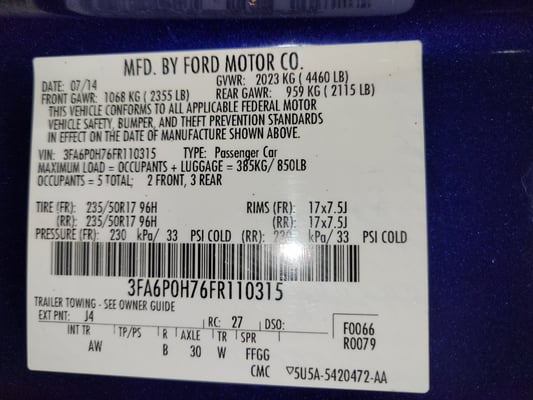 MFD. BY FORD MOTOR CO.
DATE: 07/14 GVWR: 2023 KG ( 4460 LB)
FRONT GAWR: 1068 KG ( 2355 LB) REAR GAWR: 959 KG ( 2115 LB)
THIS VEHICLE CONFORMS TO ALL APPLICABLE FEDERAL MOTOR
VEHICLE SAFETY, BUMPER, AND THEFT PREVENTION STANDARDS
IN EFFECT ON THE DATE OF MANUFACTURE SHOWN ABOVE.
VIN: 3FA6P0H76FR110315 TYPE: Passenger Car
MAXIMUM LOAD = OCCUPANTS + LUGGAGE = 385KG/ 850LB
OCCUPANTS = 5 TOTAL; 2 FRONT, 3 REAR
TIRE (FR): 235/50R17 96H RIMS (FR): 17x7.5J
(RR): 235/50R17 96H (RR): 17x7.5J
PRESSURE (FR): 230 kPa/ 33 PSI COLD (RR): 230 kPa/ 33 PSI COLD
3FA6P0H76FR110315
TRAILER TOWING - SEE OWNER GUIDE
EXT PNT: J4 RC: 27 DSO: F0066
INT TR TP/PS R AXLE TR SPR R0079
AW B 30 W FFGG
CMC ▽5U5A-5420472-AA